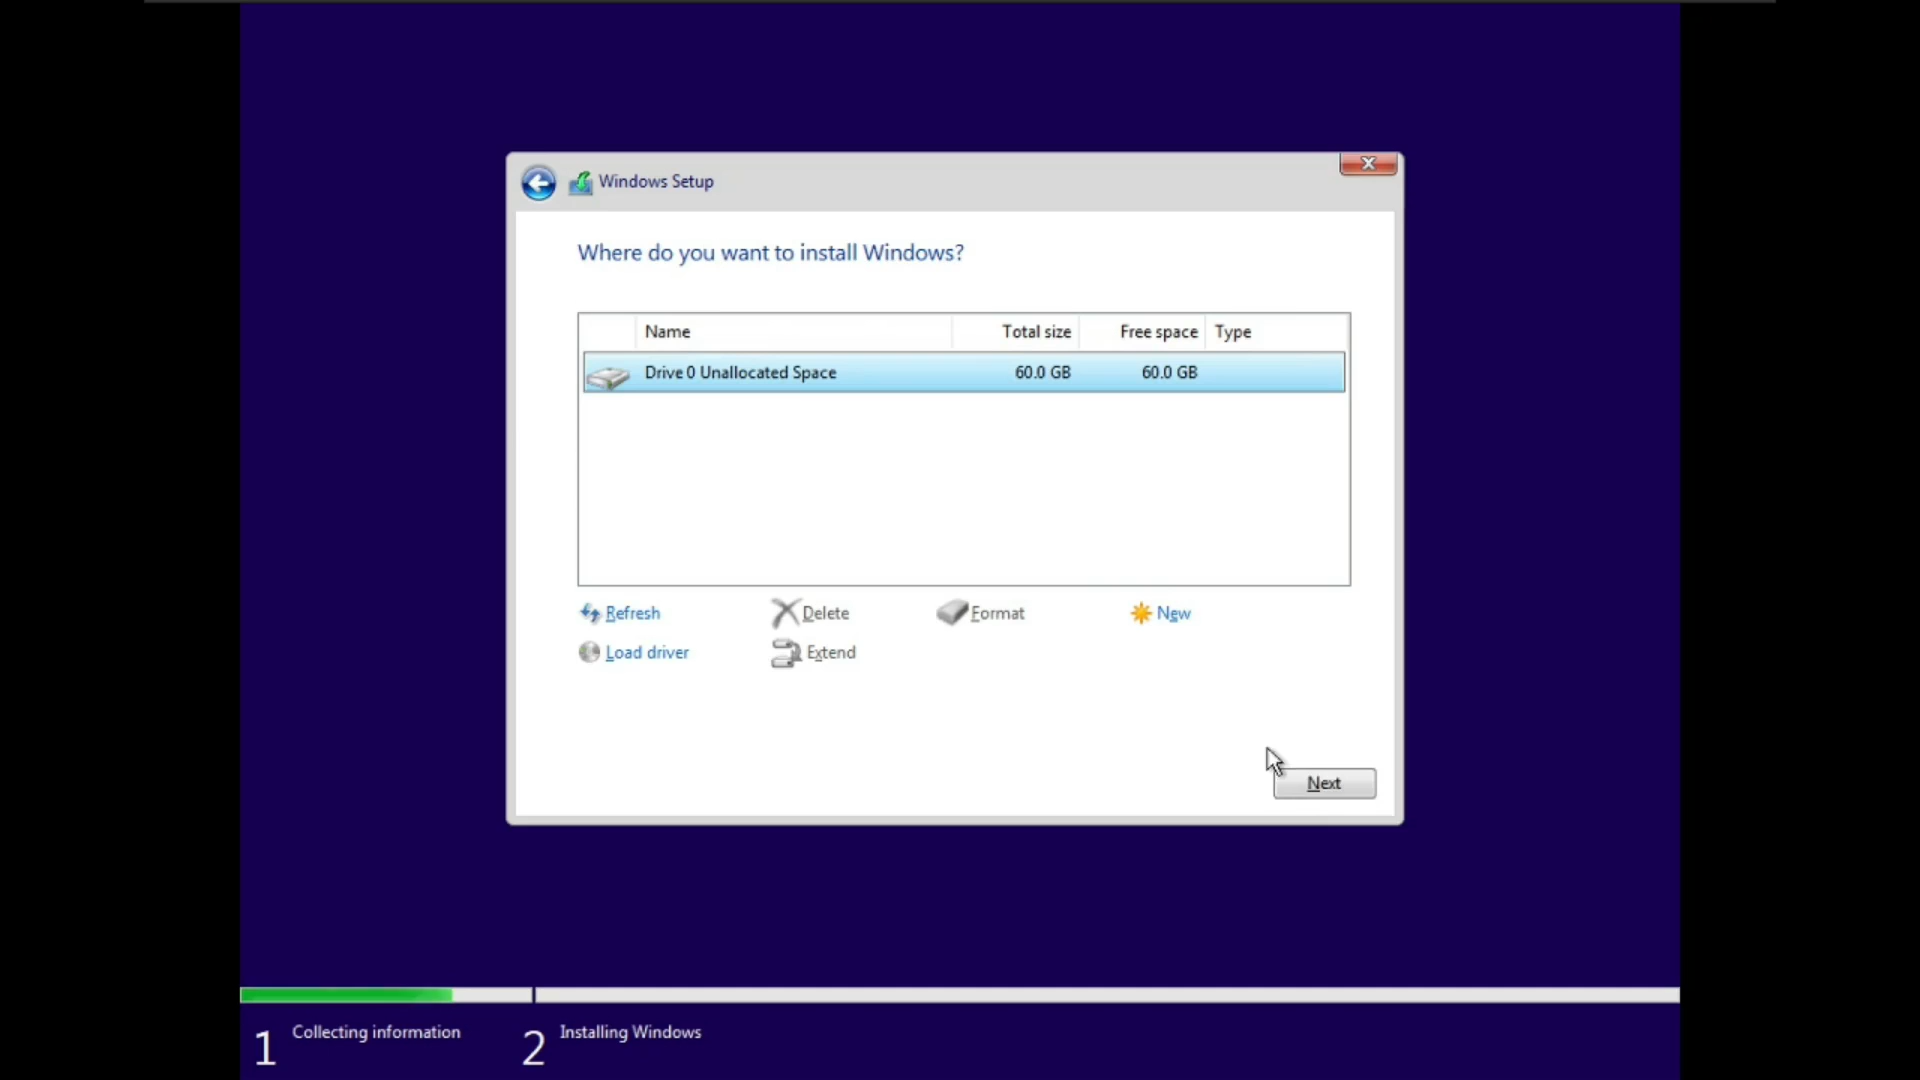 Windows Setup
Where do you want to install Windows?
Name Total size Free space Type
Drive 0 Unallocated Space 60.0 GB 60.0 GB
Refresh Delete Format New
Load driver Extend
Next
1 Collecting information 2 Installing Windows